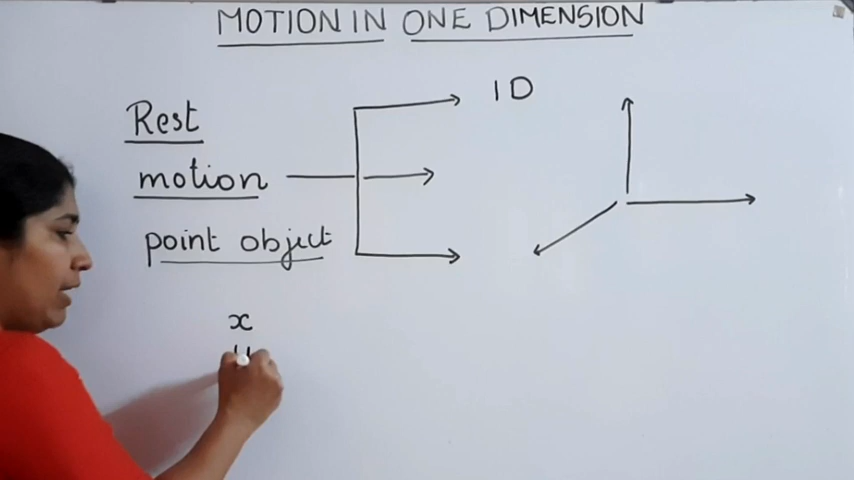 MOTION IN ONE DIMENSION
Rest
1D
motion
point object
x